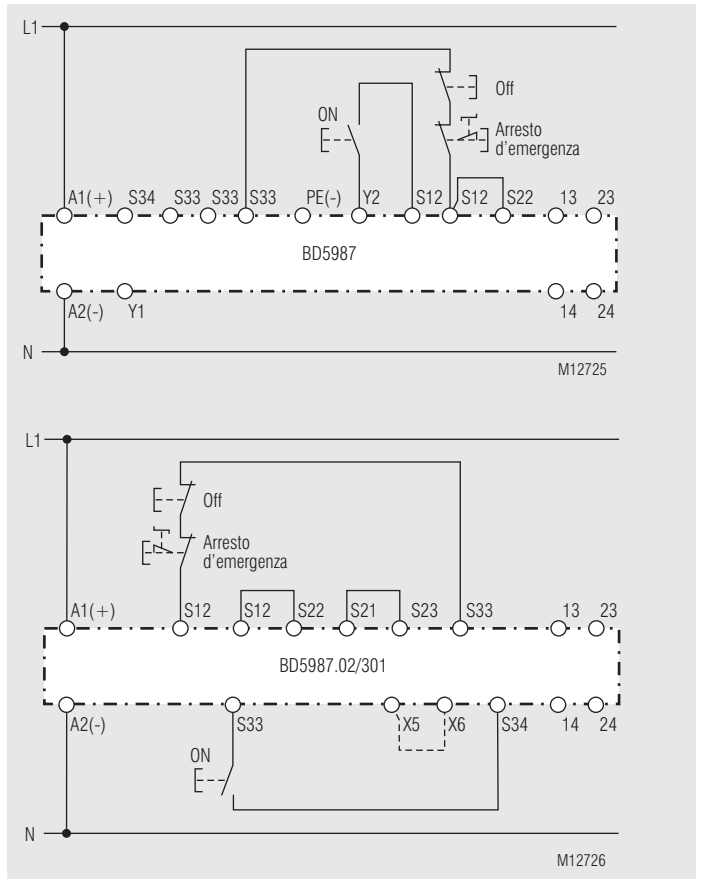 L1
Off
ON
Arresto
d'emergenza
A1(+) S34 S33 S33 S33 PE(-) Y2 S12 S12 S22 13 23
BD5987
A2(-) Y1 14 24
N
M12725
L1
Off
Arresto
d'emergenza
A1(+) S12 S12 S22 S21 S23 S33 13 23
BD5987.02/301
A2(-) S33 X5 X6 S34 14 24
ON
N
M12726